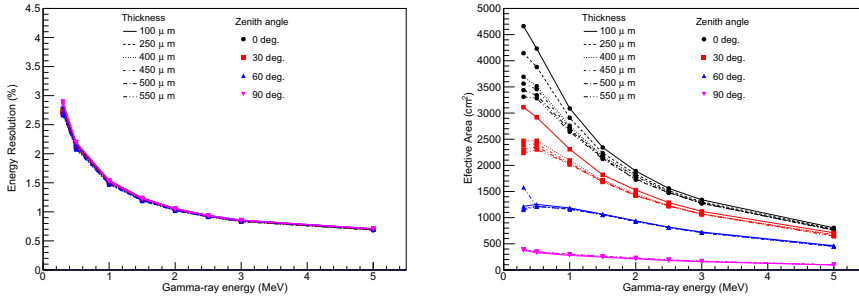 Thickness
100 μ m
250 μ m
400 μ m
450 μ m
500 μ m
550 μ m
Zenith angle
0 deg.
30 deg.
60 deg.
90 deg.
Energy Resolution (%)
4.5
4
3.5
3
2.5
2
1.5
1
0.5
0
0 1 2 3 4 5
Gamma-ray energy (MeV)
Thickness
100 μ m
250 μ m
400 μ m
450 μ m
500 μ m
550 μ m
Zenith angle
0 deg.
30 deg.
60 deg.
90 deg.
Efective Area (cm²)
5000
4500
4000
3500
3000
2500
2000
1500
1000
500
0
0 1 2 3 4 5
Gamma-ray energy (MeV)